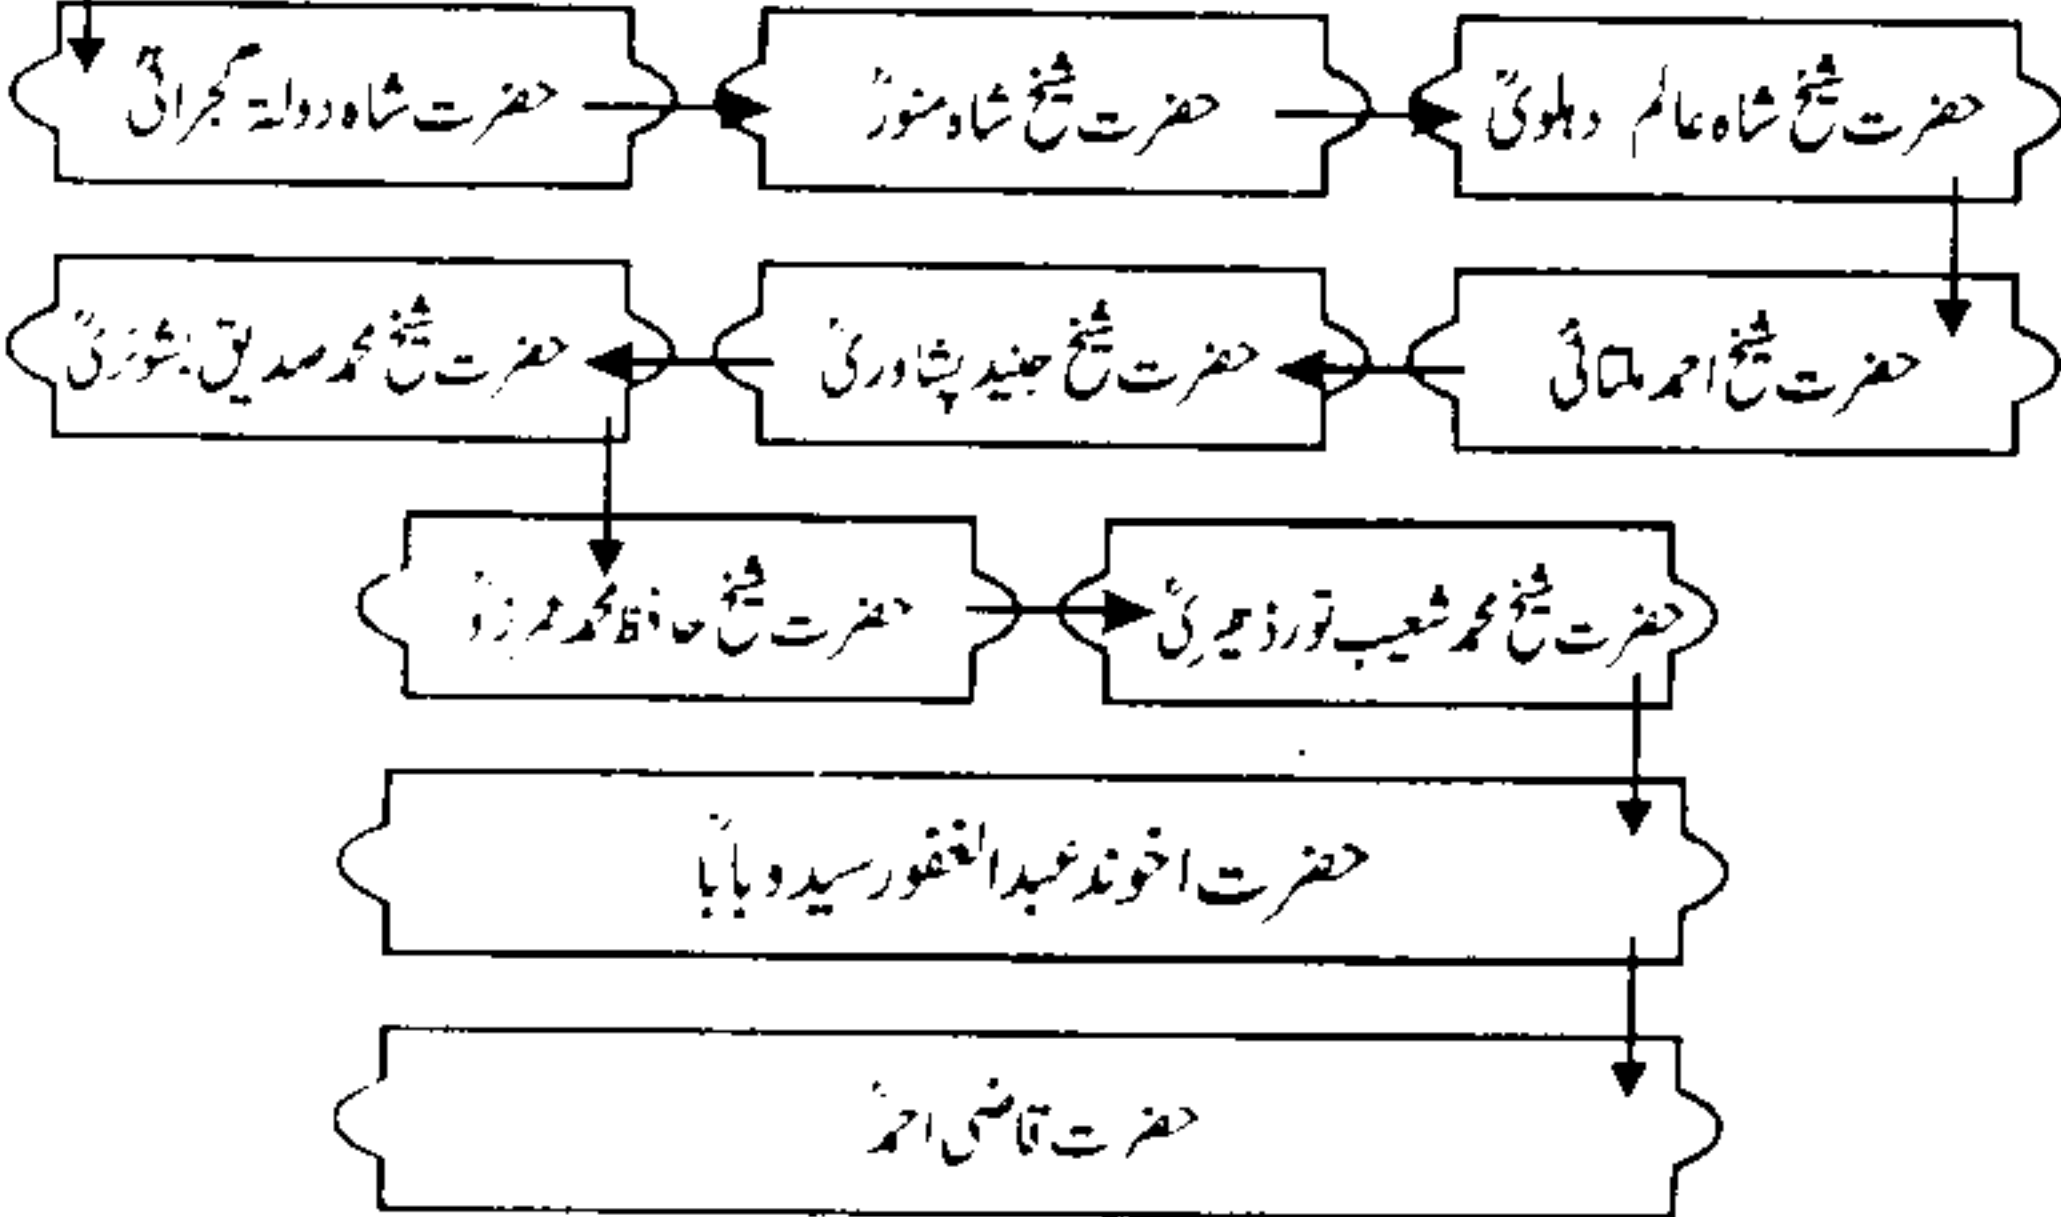 حضرت شاہ دولہ گجراتیؒ
حضرت شیخ شاہ منورؒ
حضرت شیخ شاہ عالم دہلویؒ
حضرت شیخ احمد ملتانیؒ
حضرت شیخ جنید پشاوریؒ
حضرت شیخ محمد صدیق
حضرت شیخ حافظ محمد
حضرت شیخ محمد شعیب تورڈھیریؒ
حضرت اخوند عبدالغفور سیدو باباؒ
حضرت قاضی احمدؒ